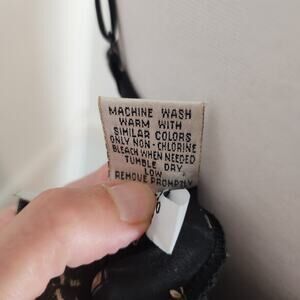 MACHINE WASH
WARM WITH
SIMILAR COLORS
ONLY NON-CHLORINE
BLEACH WHEN NEEDED
TUMBLE DRY
LOW
REMOVE PROMPTLY